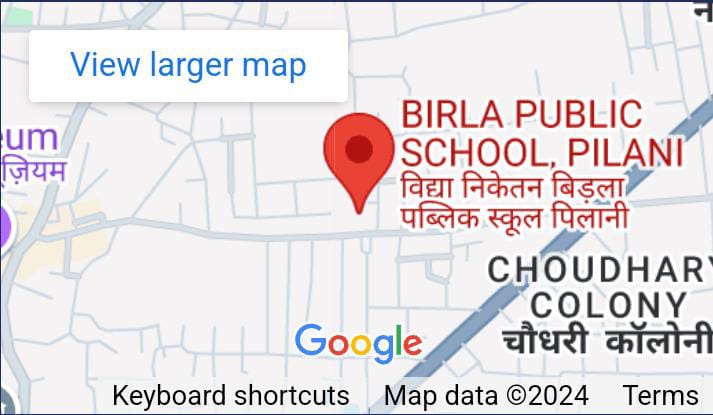 View larger map
BIRLA PUBLIC
SCHOOL, PILANI
विद्या निकेतन बिड़ला
पब्लिक स्कूल पिलानी
CHOUDHARY
COLONY
चौधरी कॉलोनी
Google
Keyboard shortcuts Map data ©2024 Terms